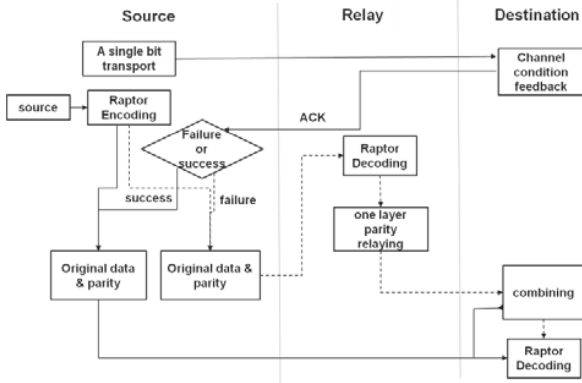 Source
Relay
Destination
A single bit
transport
Channel
condition
feedback
source
Raptor
Encoding
ACK
Failure
or
success
Raptor
Decoding
success
failure
one layer
parity
relaying
Original data
& parity
Original data &
parity
combining
Raptor
Decoding